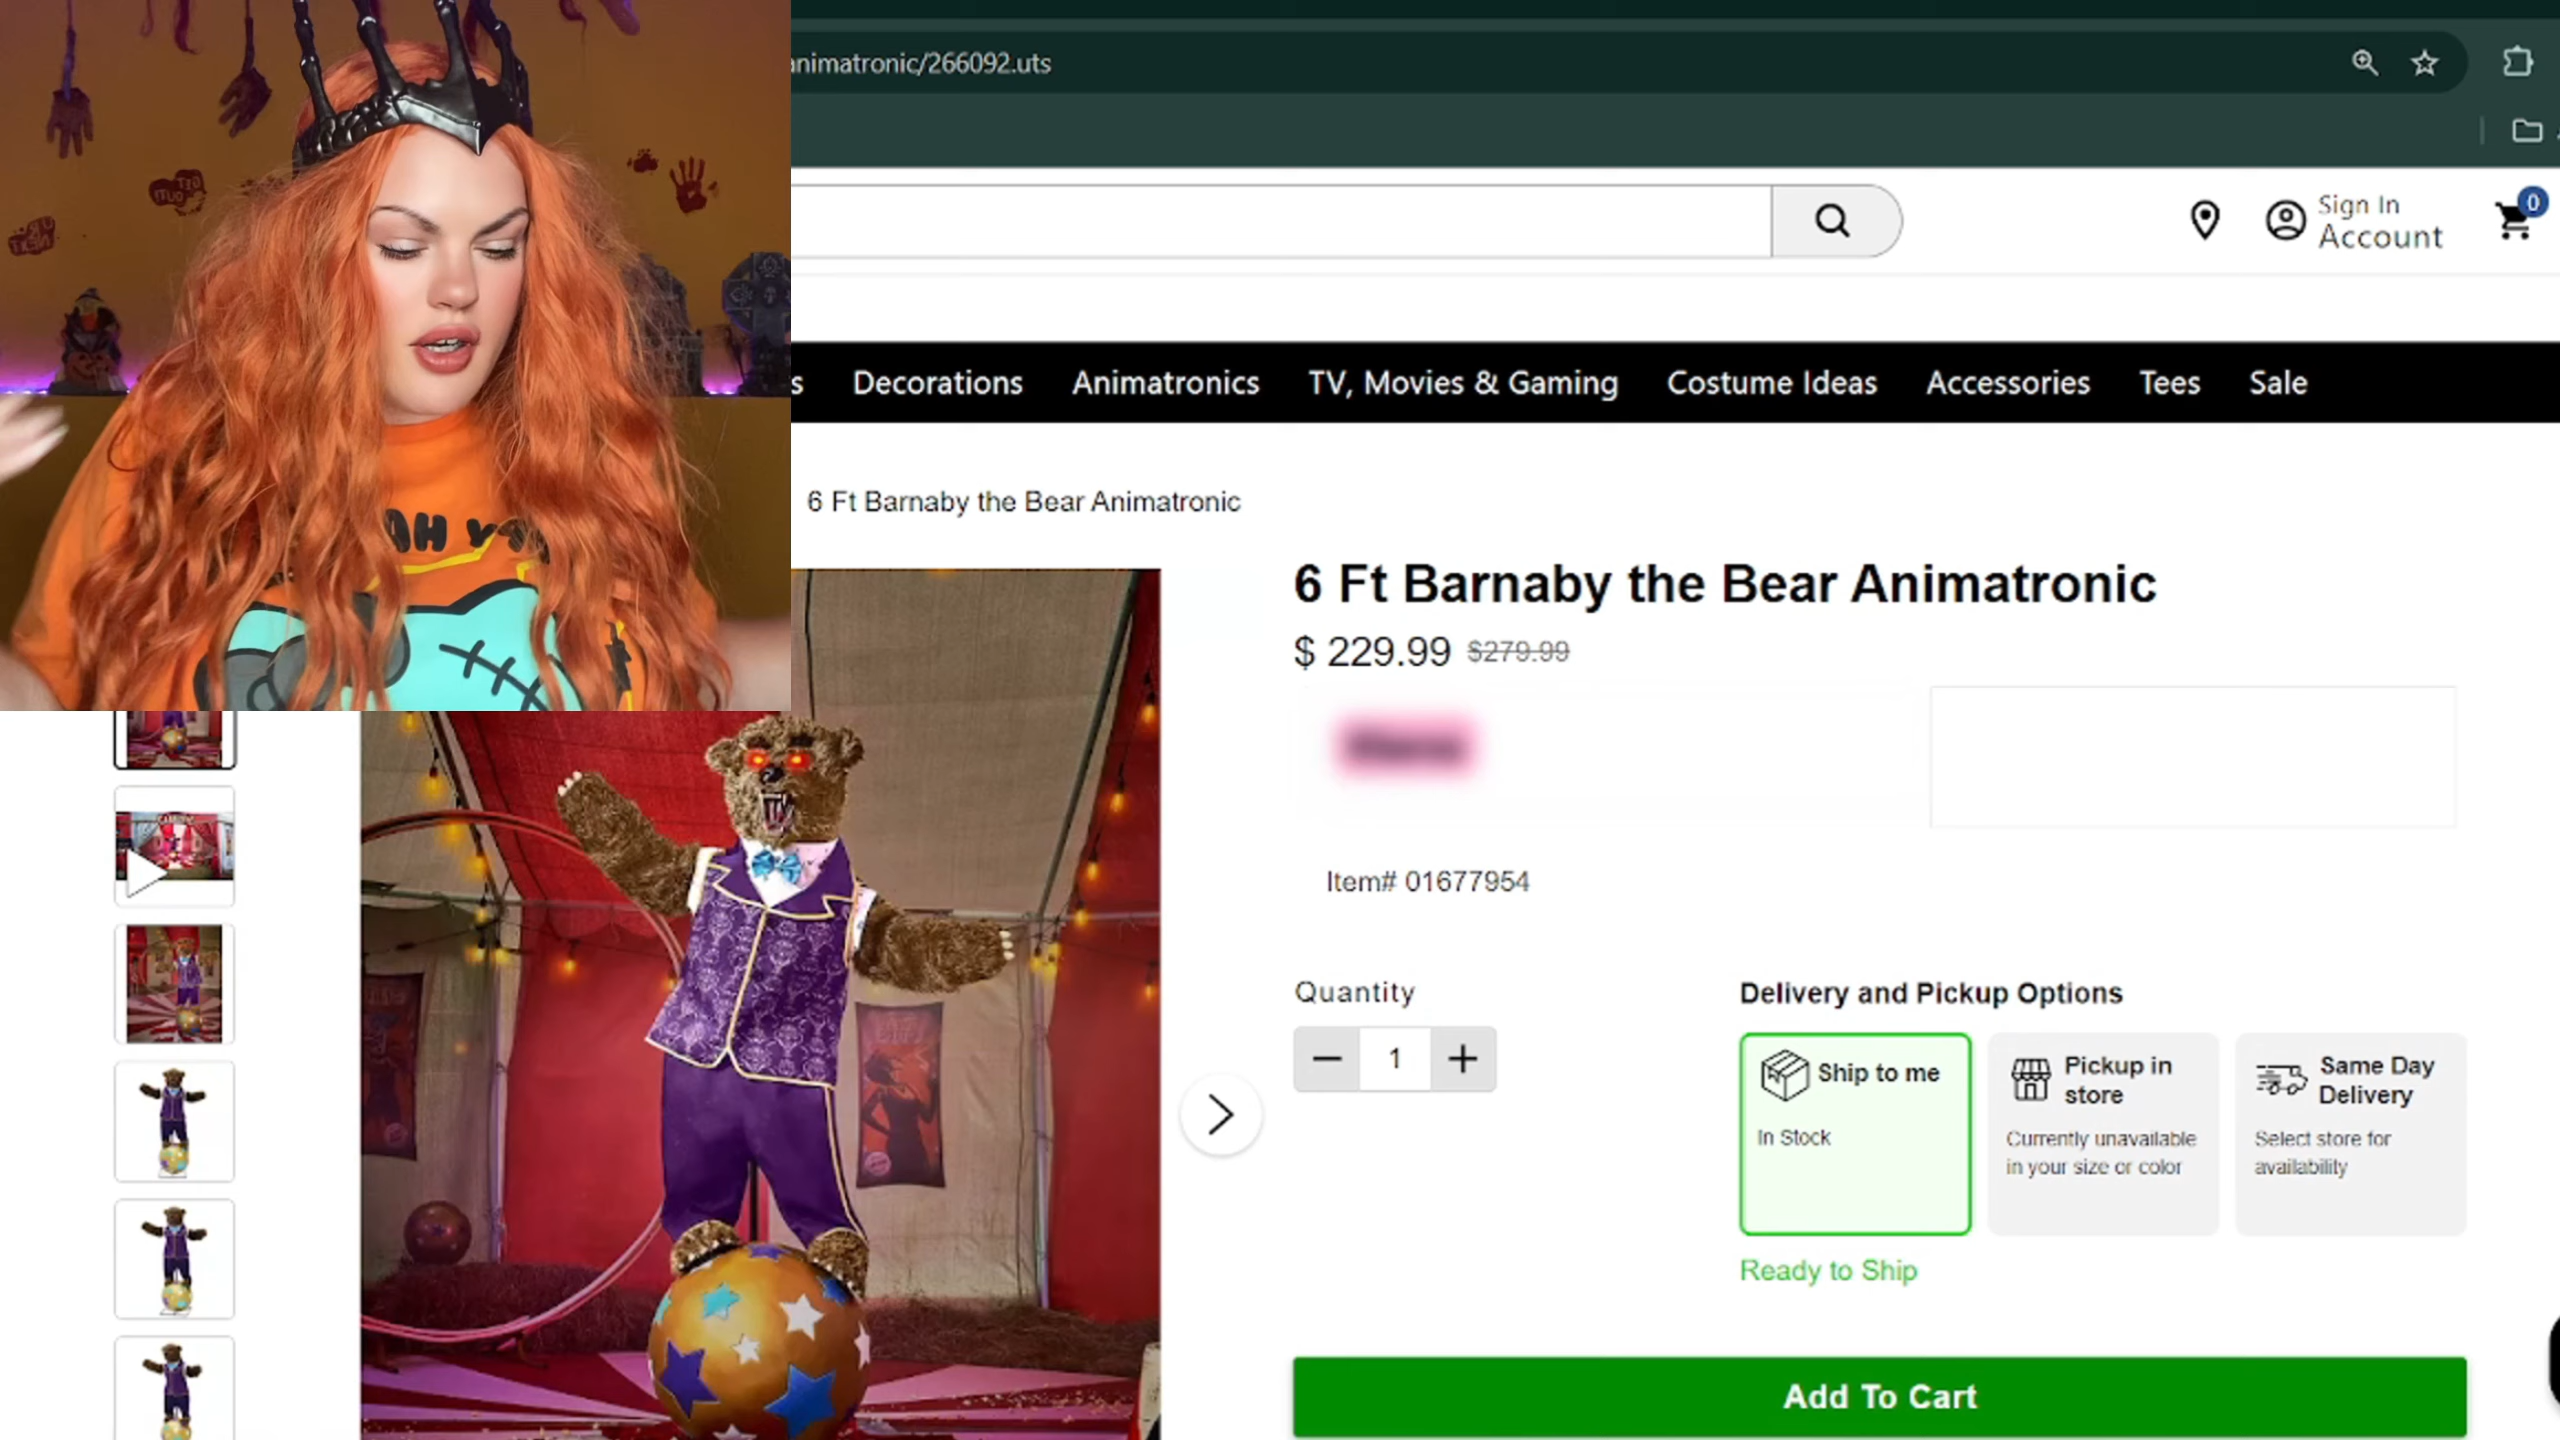 nimatronic/266092.uts
Sign In
Account
0
s Decorations Animatronics TV, Movies & Gaming Costume Ideas Accessories Tees Sale
6 Ft Barnaby the Bear Animatronic
6 Ft Barnaby the Bear Animatronic
$ 229.99 $279.99
Item# 01677954
Quantity
1
Delivery and Pickup Options
Ship to me
In Stock
Pickup in
store
Currently unavailable
in your size or color
Same Day
Delivery
Select store for
availability
Ready to Ship
Add To Cart